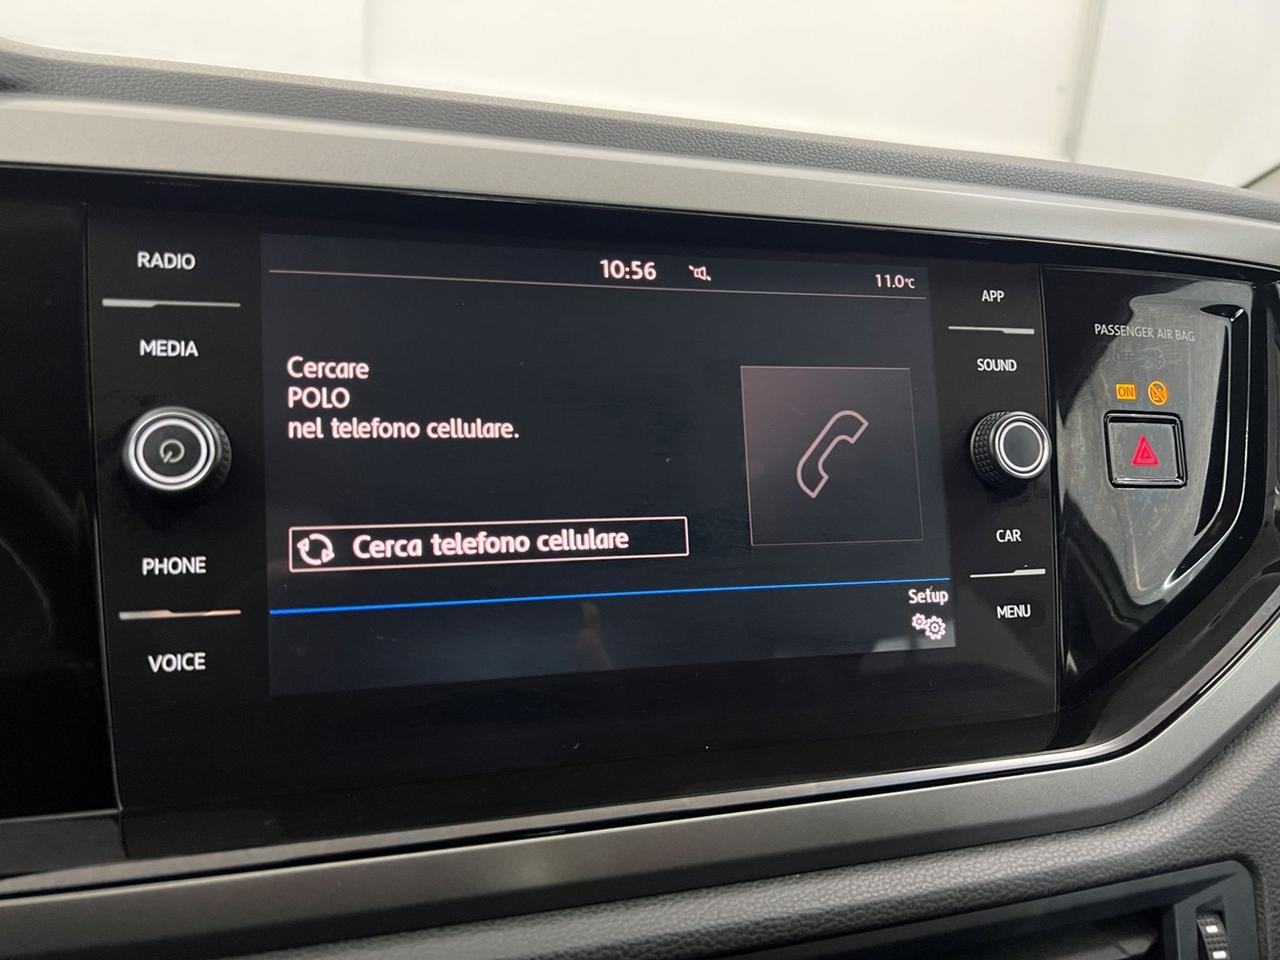 RADIO
MEDIA
PHONE
VOICE
10:56
11.0°C
Cercare
POLO
nel telefono cellulare.
Cerca telefono cellulare
Setup
APP
SOUND
CAR
MENU
PASSENGER AIR BAG
OFF
ON